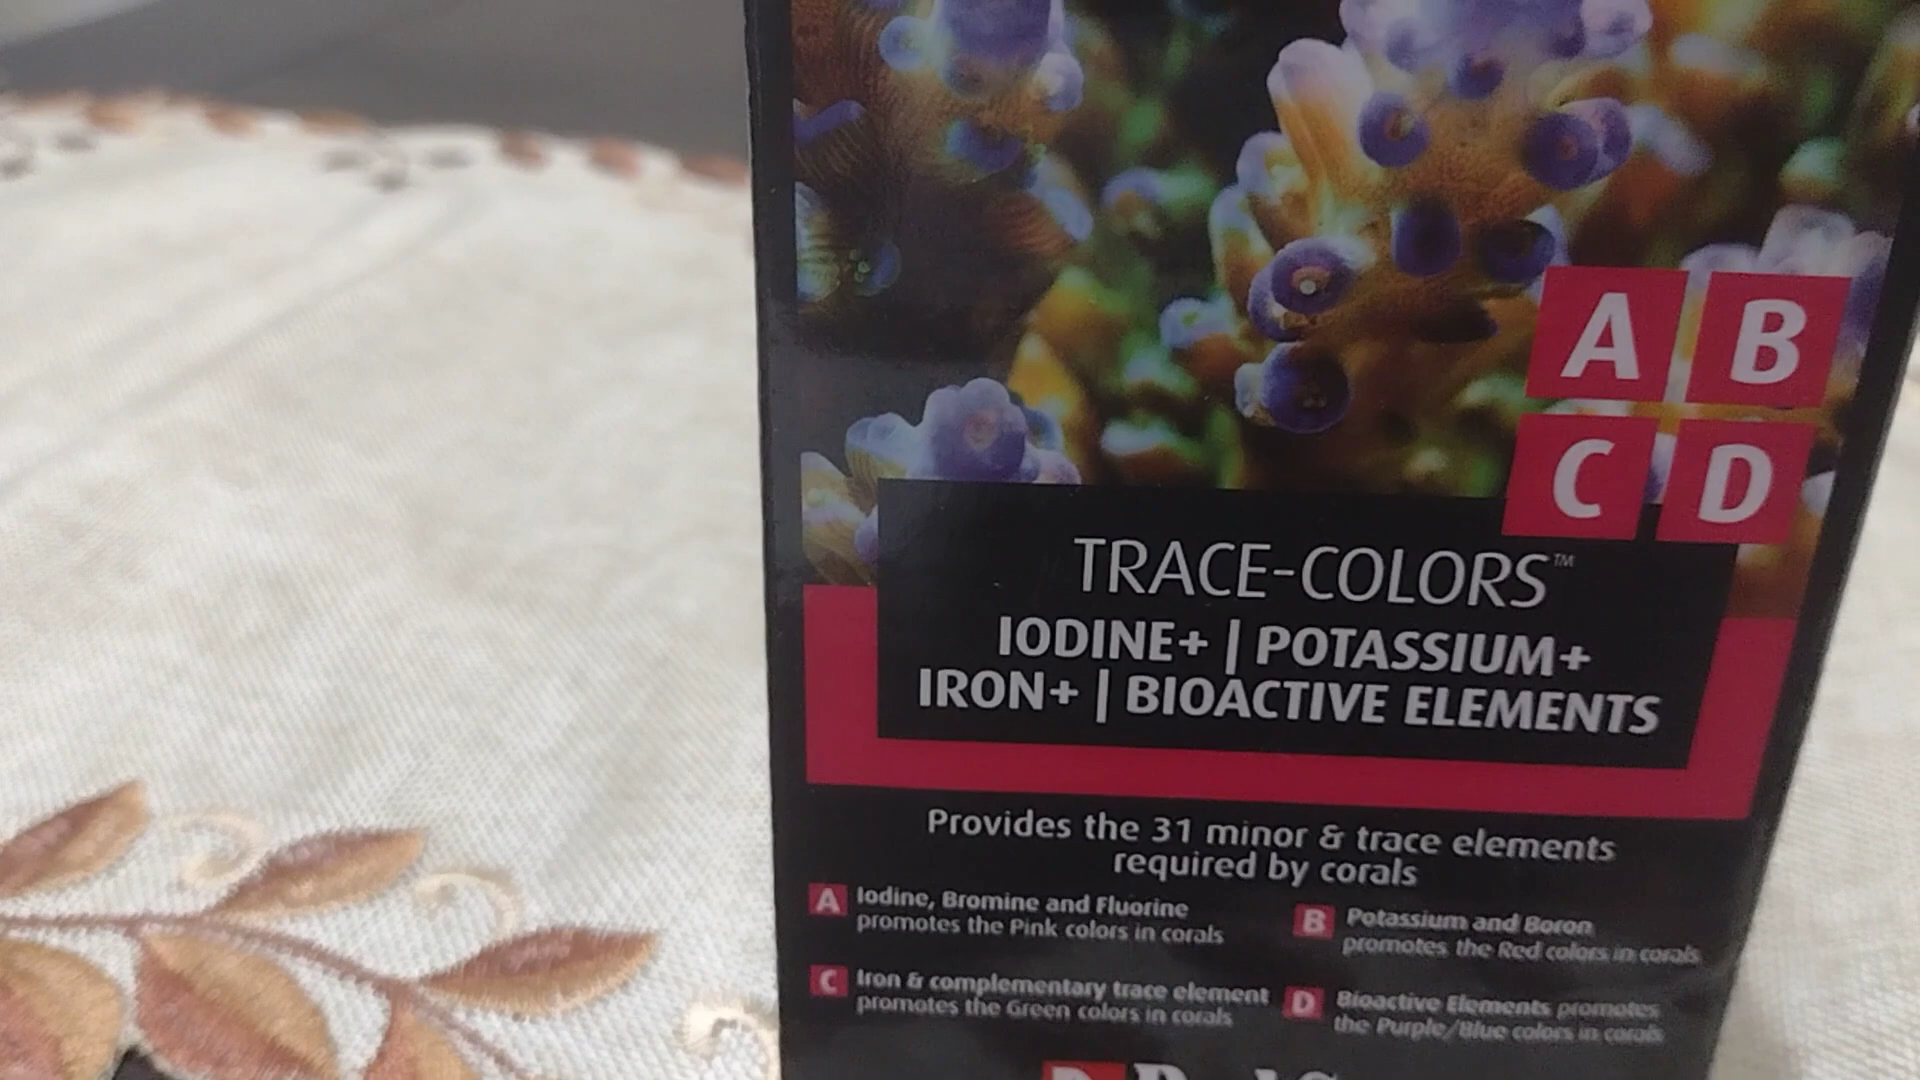 A B
C D
TRACE-COLORS™
IODINE+ | POTASSIUM+
IRON+ | BIOACTIVE ELEMENTS
Provides the 31 minor & trace elements
required by corals
A Iodine, Bromine and Fluorine
promotes the Pink colors in corals
B Potassium and Boron
promotes the Red colors in corals
C Iron & complementary trace element
promotes the Green colors in corals
D Bioactive Elements promotes
the Purple/Blue colors in corals